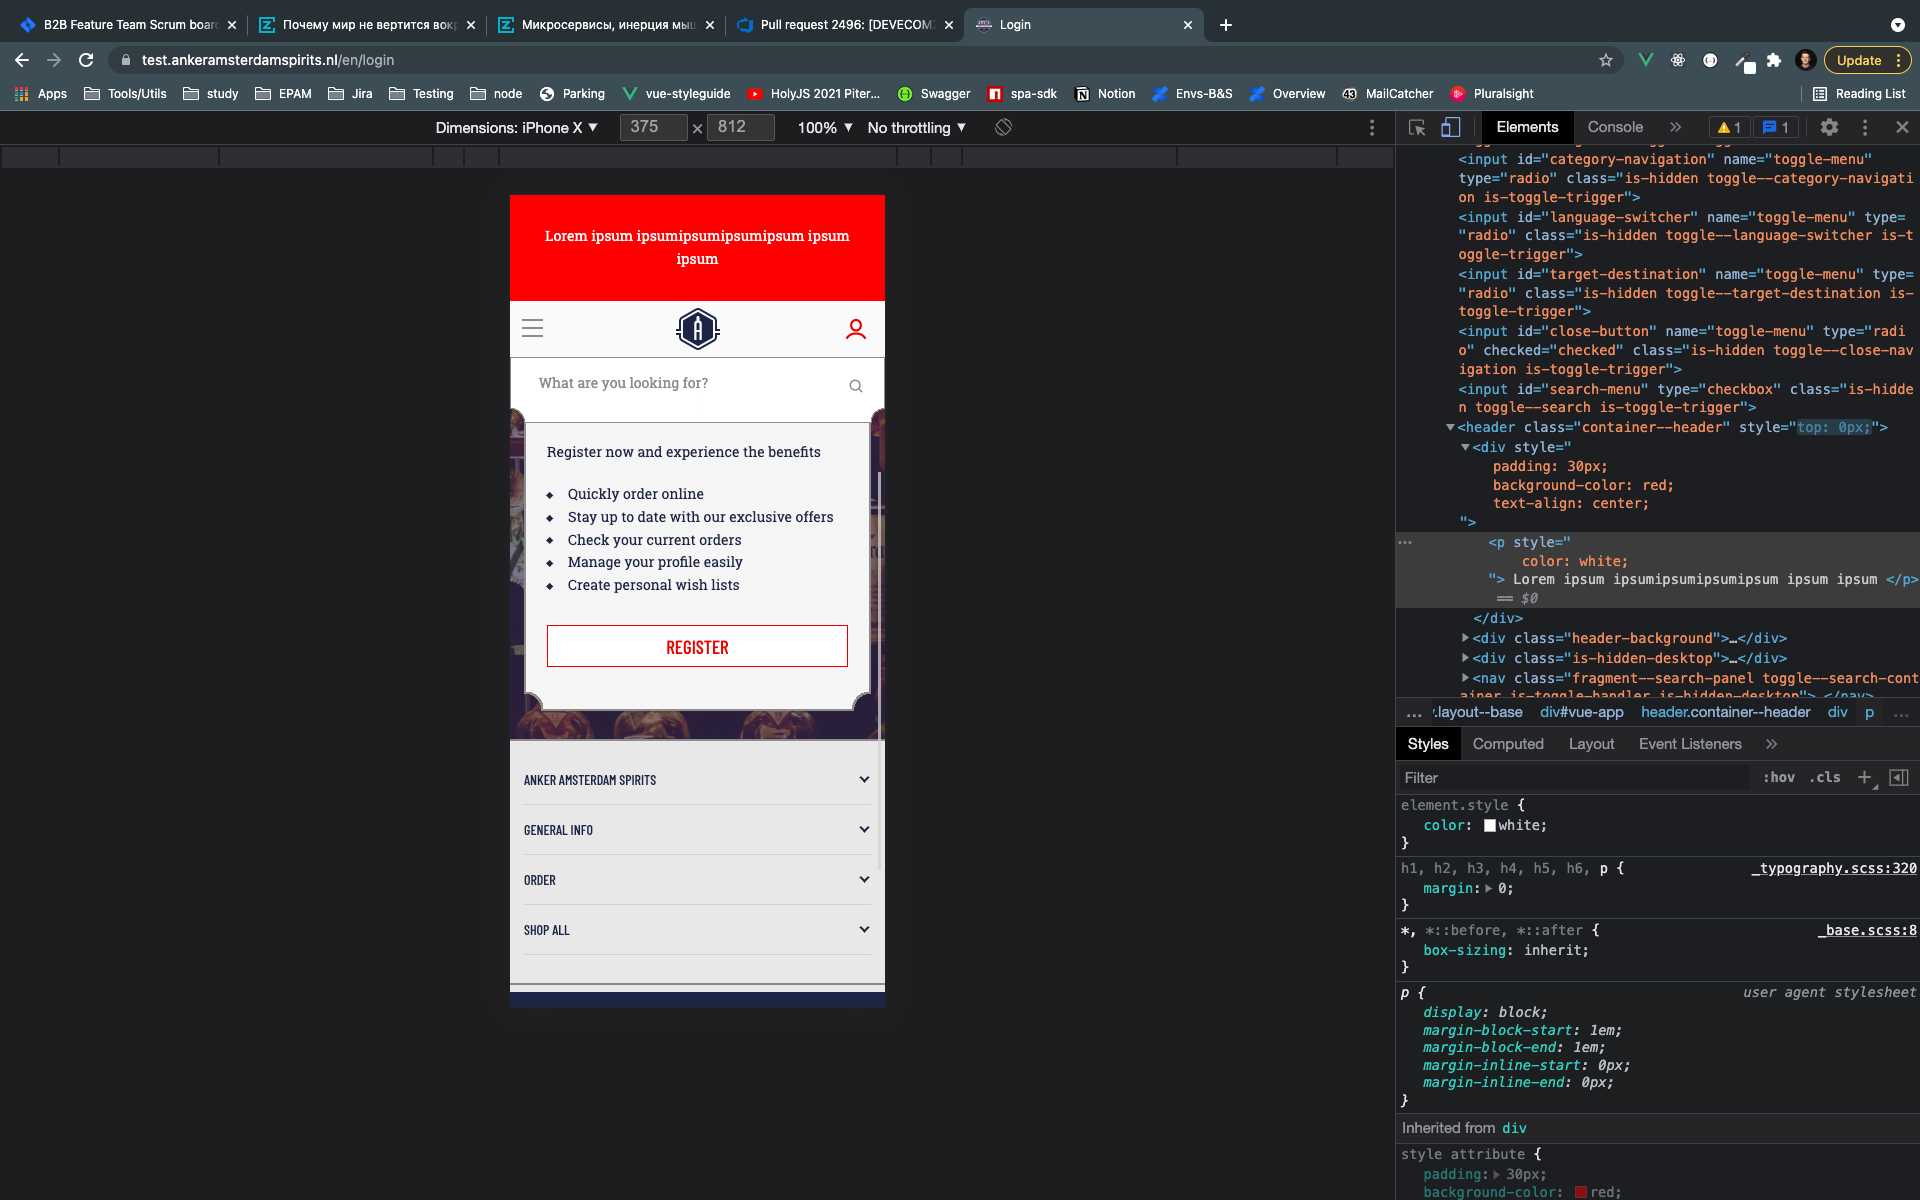 B2B Feature Team Scrum boar
Почему мир не вертится вокр
Микросервисы, инерция мыш
Pull request 2496: [DEVECOM2
Login
test.ankeramsterdamspirits.nl/en/login
Update
Apps
Tools/Utils
study
EPAM
Jira
Testing
node
Parking
vue-styleguide
HolyJS 2021 Piter...
Swagger
spa-sdk
Notion
Envs-B&S
Overview
43 MailCatcher
Pluralsight
Reading List
Dimensions: iPhone X
375
x
812
100%
No throttling
Elements
Console
1
1
Lorem ipsum ipsumipsumipsumipsum ipsum
ipsum
A
What are you looking for?
Register now and experience the benefits
Quickly order online
Stay up to date with our exclusive offers
Check your current orders
Manage your profile easily
Create personal wish lists
REGISTER
ANKER AMSTERDAM SPIRITS
GENERAL INFO
ORDER
SHOP ALL
<input id="category-navigation" name="toggle-menu"
type="radio" class="is-hidden toggle--category-navigati
on is-toggle-trigger">
<input id="language-switcher" name="toggle-menu" type=
"radio" class="is-hidden toggle--language-switcher is-t
oggle-trigger">
<input id="target-destination" name="toggle-menu" type=
"radio" class="is-hidden toggle--target-destination is-
toggle-trigger">
<input id="close-button" name="toggle-menu" type="radi
o" checked="checked" class="is-hidden toggle--close-nav
igation is-toggle-trigger">
<input id="search-menu" type="checkbox" class="is-hidde
n toggle--search is-toggle-trigger">
<header class="container--header" style="top: 0px;">
<div style="
padding: 30px;
background-color: red;
text-align: center;
">
<p style="
color: white;
"> Lorem ipsum ipsumipsumipsumipsum ipsum ipsum </p>
== $0
</div>
<div class="header-background">…</div>
<div class="is-hidden-desktop">…</div>
<nav class="fragment--search-panel toggle--search-cont
ainer is-toggle-handler is-hidden-desktop">…</nav>
... .layout--base
div#vue-app
header.container--header
div
p
...
Styles
Computed
Layout
Event Listeners
Filter
:hov
.cls
element.style {
color: white;
}
h1, h2, h3, h4, h5, h6, p {
_typography.scss:320
margin: 0;
}
*, *::before, *::after {
_base.scss:8
box-sizing: inherit;
}
p {
user agent stylesheet
display: block;
margin-block-start: 1em;
margin-block-end: 1em;
margin-inline-start: 0px;
margin-inline-end: 0px;
}
Inherited from div
style attribute {
padding: 30px;
background-color: red;